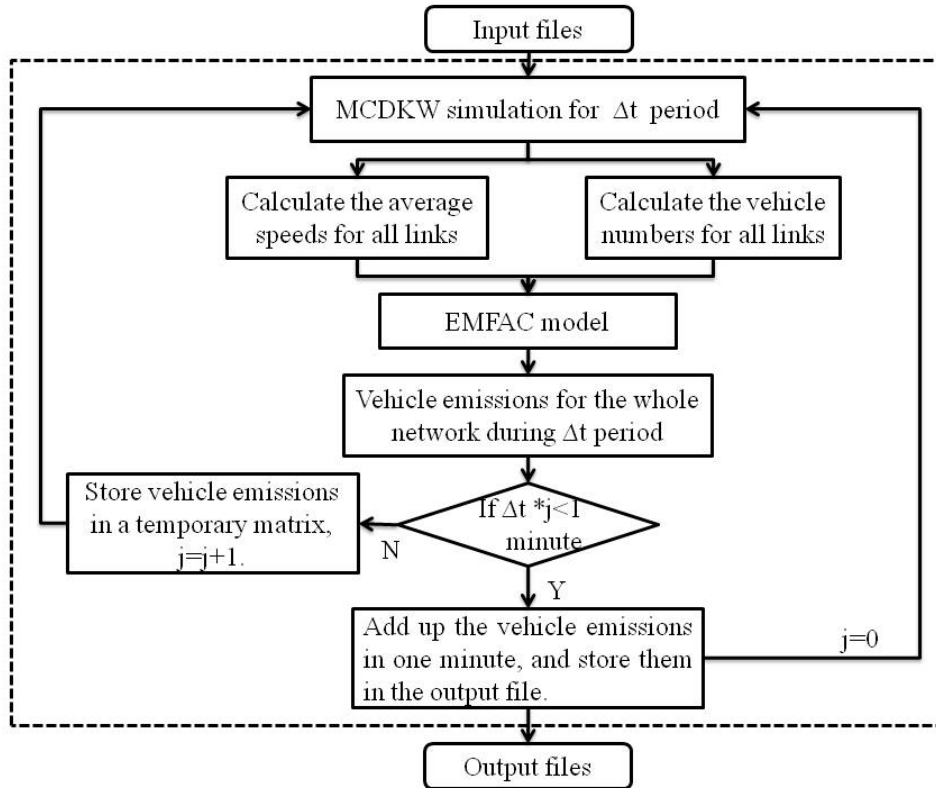 Input files
MCDKW simulation for Δt period
Calculate the average
speeds for all links
Calculate the vehicle
numbers for all links
EMFAC model
Vehicle emissions for the whole
network during Δt period
If Δt *j<1
minute
N
Store vehicle emissions
in a temporary matrix,
j=j+1.
Y
Add up the vehicle emissions
in one minute, and store them
in the output file.
j=0
Output files